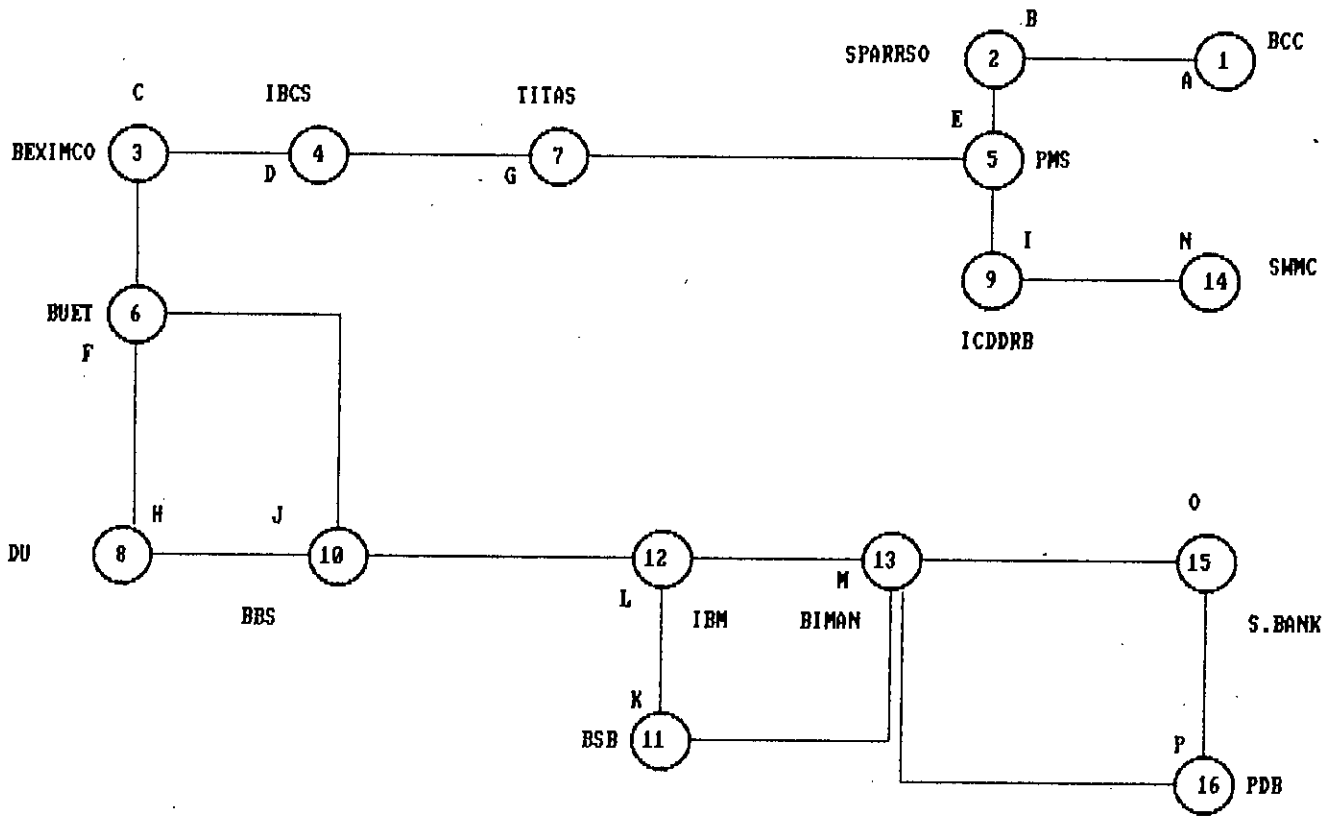 B
SPARRSO 2 1 BCC
A
C IBCS TITAS
E
BEXIMCO 3 4 7 5 PMS
D G
I N
9 14 SWMC
BUET 6
F ICDDRB
H J O
DU 8 10 12 13 15
L M
BBS IBM BIMAN S.BANK
K
BSB 11 P
16 PDB